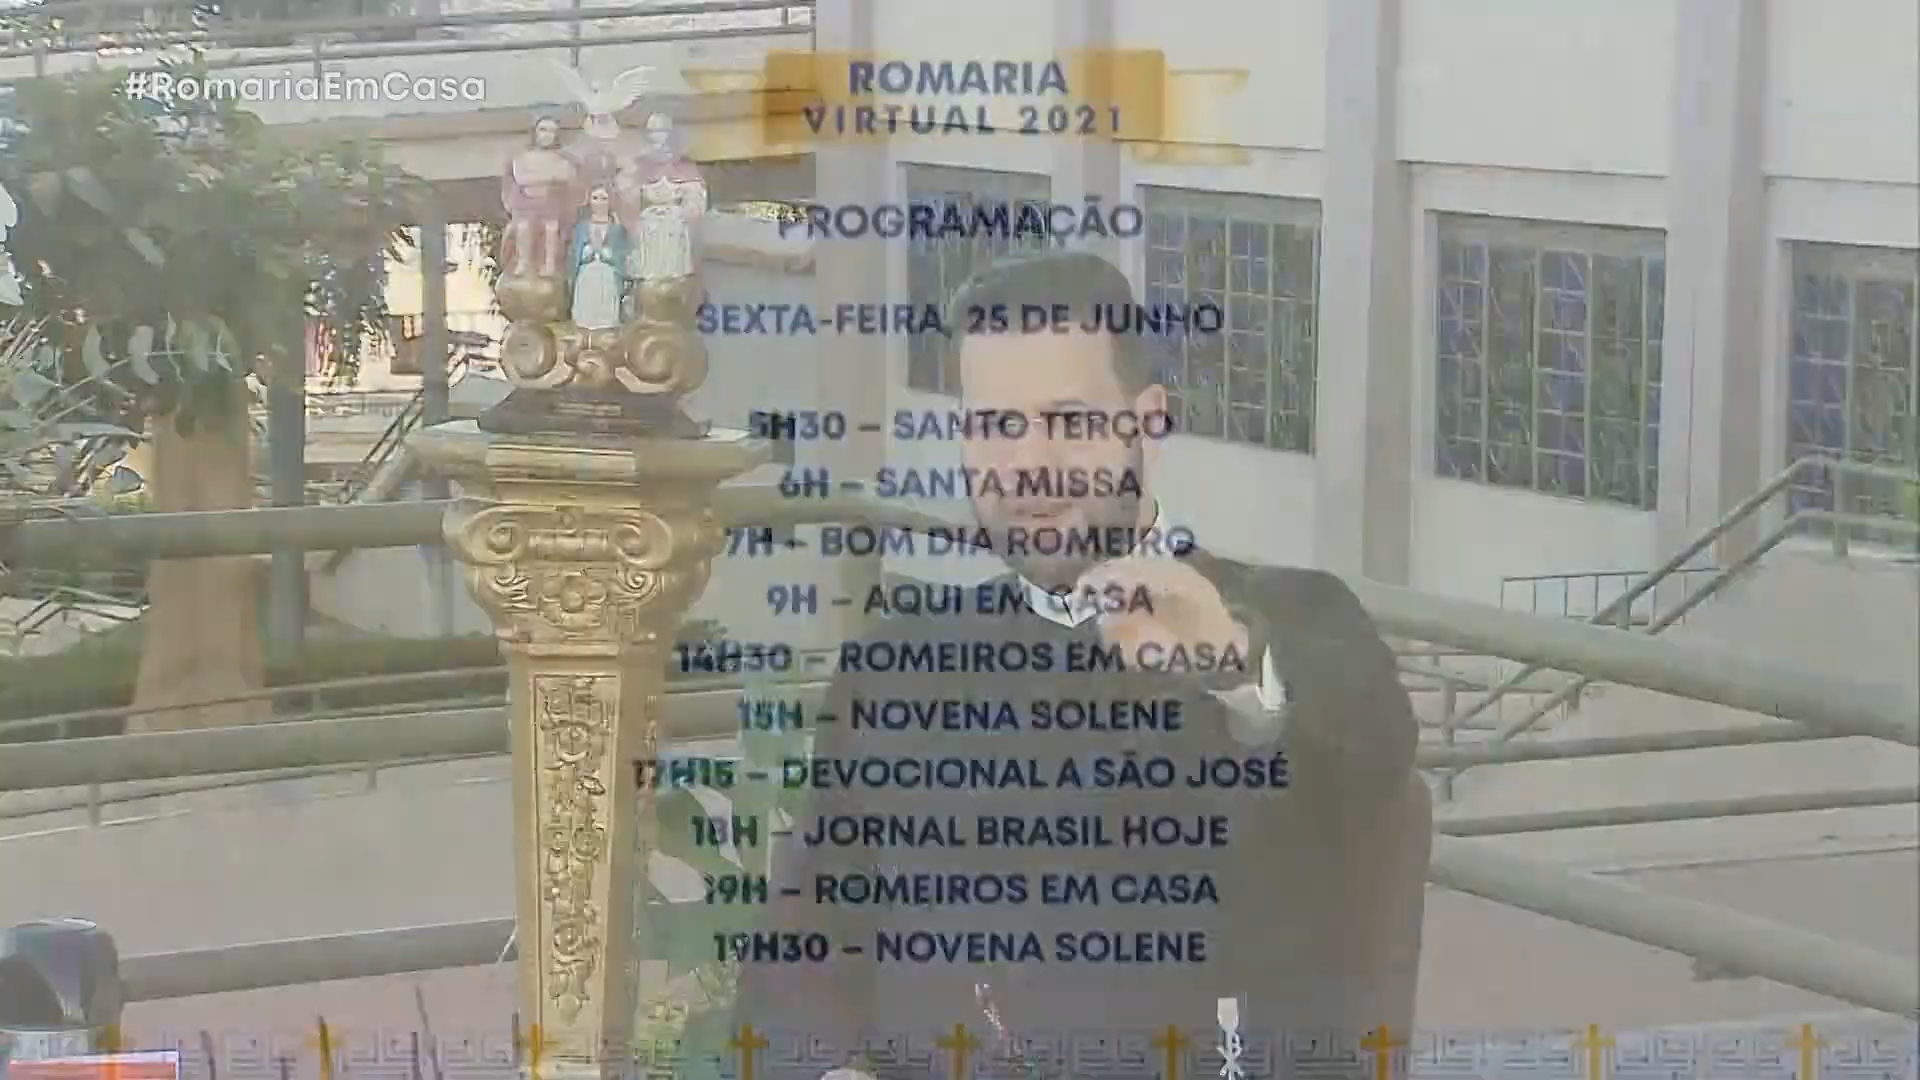 #RomariaEmCasa
ROMARIA
VIRTUAL 2021
PROGRAMAÇÃO
SEXTA-FEIRA, 25 DE JUNHO
5H30 – SANTO TERÇO
6H – SANTA MISSA
7H – BOM DIA ROMEIRO
9H – AQUI EM CASA
14H30 – ROMEIROS EM CASA
15H – NOVENA SOLENE
17H15 – DEVOCIONAL A SÃO JOSÉ
18H – JORNAL BRASIL HOJE
19H – ROMEIROS EM CASA
19H30 – NOVENA SOLENE